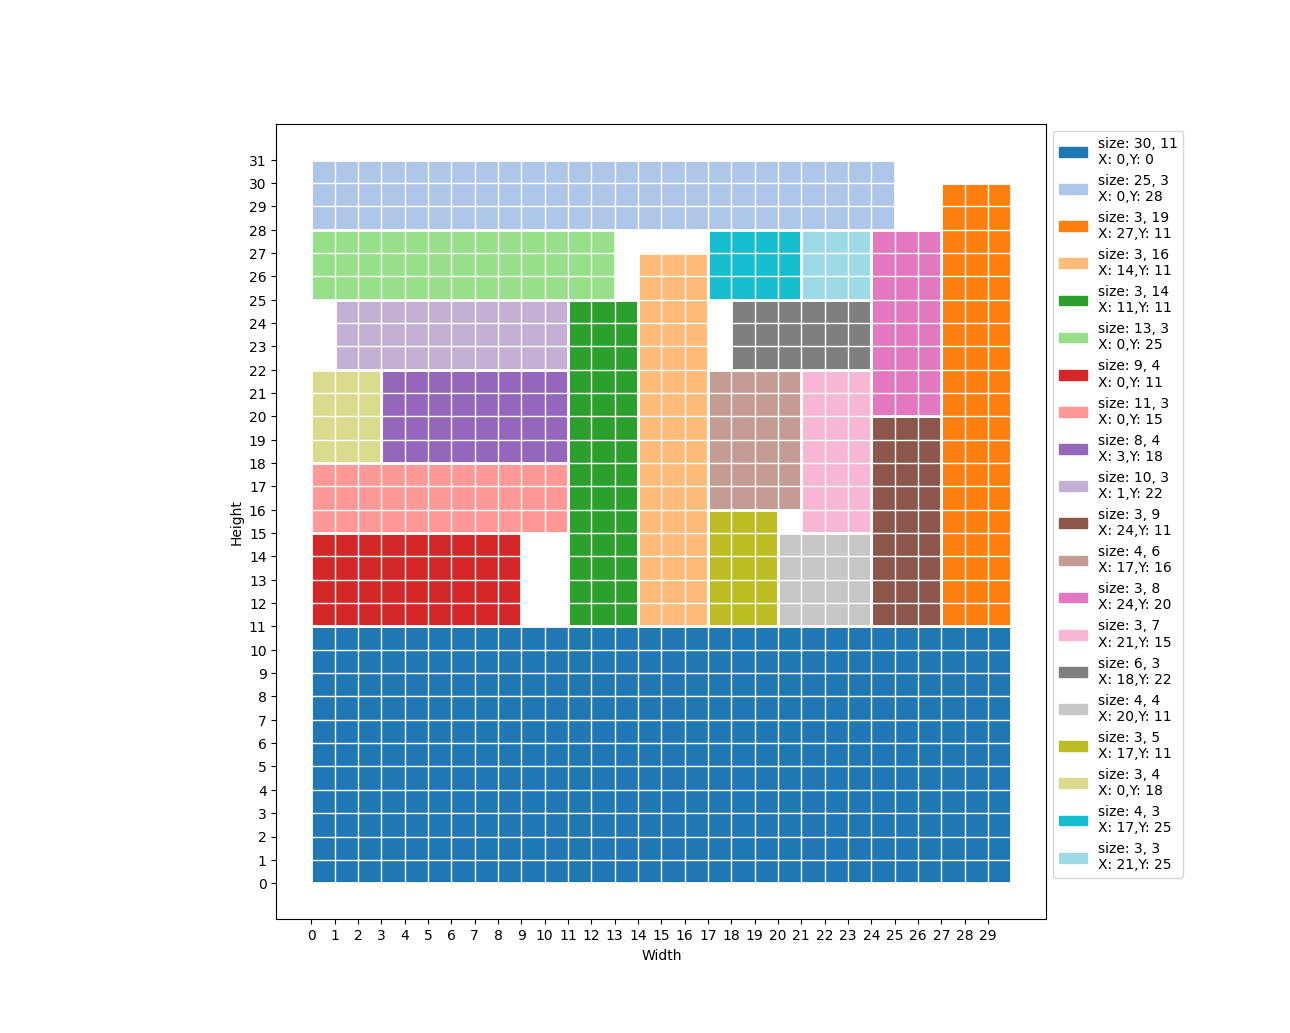 31
30
29
28
27
26
25
24
23
22
21
20
19
18
17
16
15
14
13
12
11
10
9
8
7
6
5
4
3
2
1
0
Height
0 1 2 3 4 5 6 7 8 9 10 11 12 13 14 15 16 17 18 19 20 21 22 23 24 25 26 27 28 29
Width
size: 30, 11
X: 0,Y: 0
size: 25, 3
X: 0,Y: 28
size: 3, 19
X: 27,Y: 11
size: 3, 16
X: 14,Y: 11
size: 3, 14
X: 11,Y: 11
size: 13, 3
X: 0,Y: 25
size: 9, 4
X: 0,Y: 11
size: 11, 3
X: 0,Y: 15
size: 8, 4
X: 3,Y: 18
size: 10, 3
X: 1,Y: 22
size: 3, 9
X: 24,Y: 11
size: 4, 6
X: 17,Y: 16
size: 3, 8
X: 24,Y: 20
size: 3, 7
X: 21,Y: 15
size: 6, 3
X: 18,Y: 22
size: 4, 4
X: 20,Y: 11
size: 3, 5
X: 17,Y: 11
size: 3, 4
X: 0,Y: 18
size: 4, 3
X: 17,Y: 25
size: 3, 3
X: 21,Y: 25